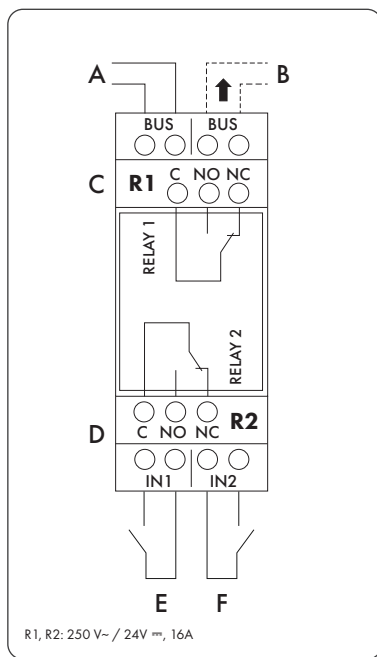 A B
BUS BUS
C R1 C NO NC
RELAY 1
RELAY 2
D C NO NC R2
IN1 IN2
E F
R1, R2: 250 V~ / 24V ⎓, 16A